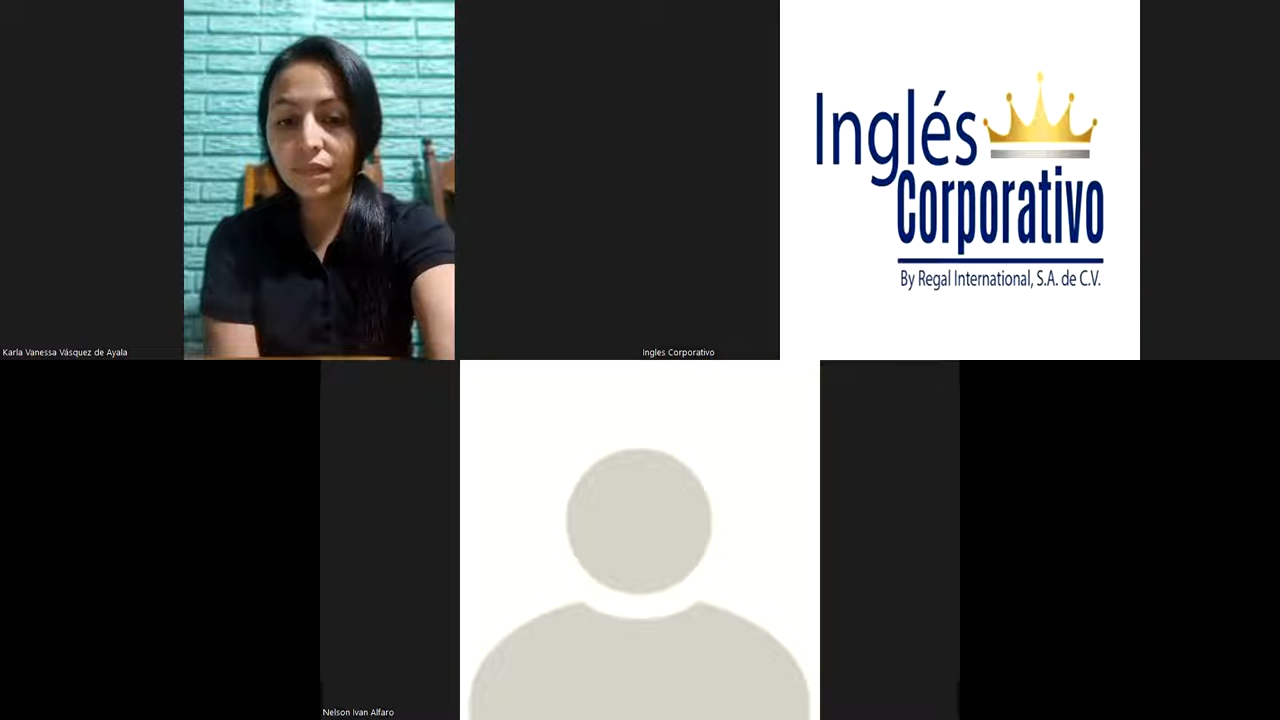 Inglés
Corporativo
By Regal International, S.A. de C.V.
Karla Vanessa Vásquez de Ayala
Ingles Corporativo
Nelson Ivan Alfaro